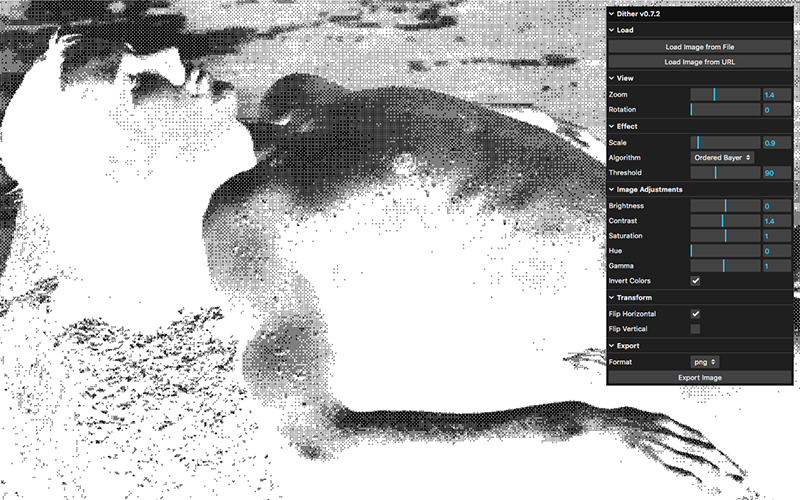 Dither v0.7.2
Load
Load Image from File
Load Image from URL
View
Zoom 1.4
Rotation 0
Effect
Scale 0.9
Algorithm Ordered Bayer
Threshold 90
Image Adjustments
Brightness 0
Contrast 1.4
Saturation 1
Hue 0
Gamma 1
Invert Colors
Transform
Flip Horizontal
Flip Vertical
Export
Format png
Export Image